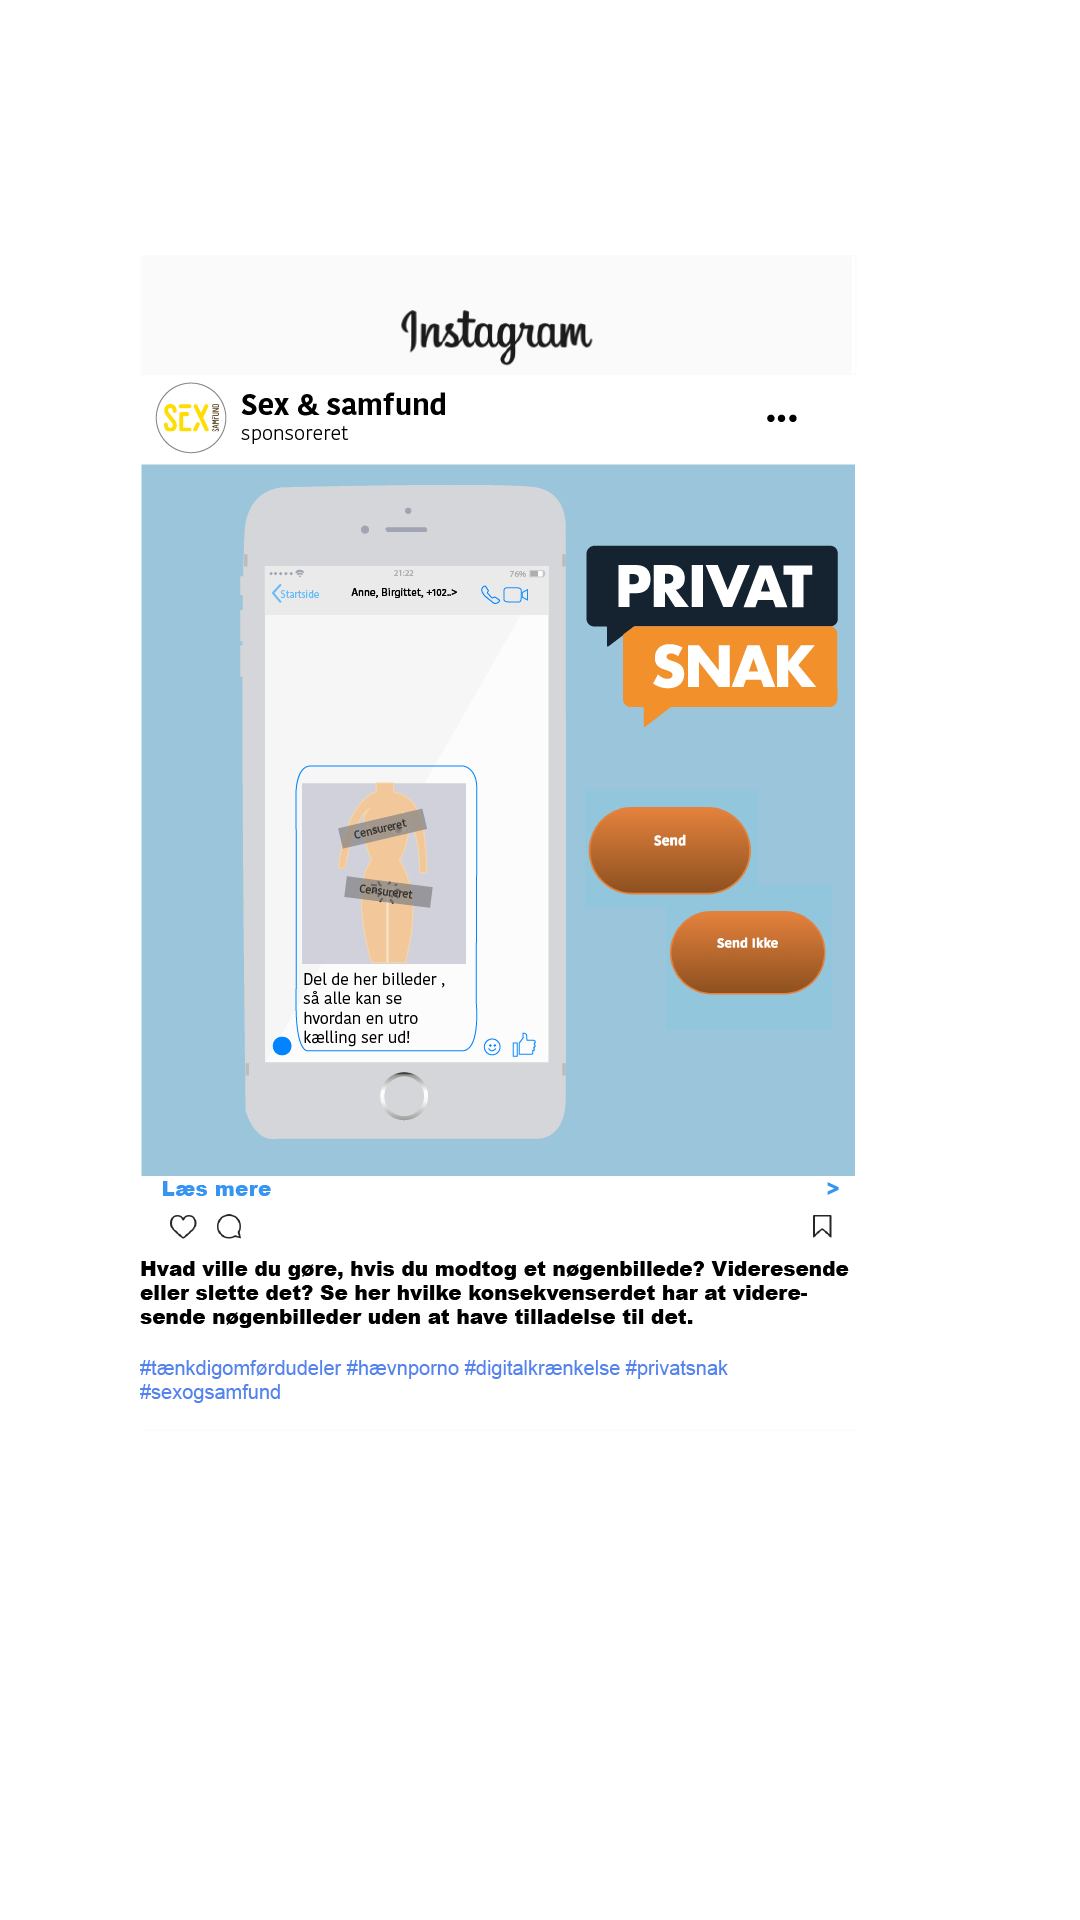 Instagram
SEX
SAMFUND
Sex & samfund
sponsoreret
21:22
76%
Startside
Anne, Birgittet, +102..>
PRIVAT
SNAK
Censureret
Censureret
Send
Send Ikke
Del de her billeder ,
så alle kan se
hvordan en utro
kælling ser ud!
Læs mere >
Hvad ville du gøre, hvis du modtog et nøgenbillede? Videresende
eller slette det? Se her hvilke konsekvenserdet har at videre-
sende nøgenbilleder uden at have tilladelse til det.
#tænkdigomførdudeler #hævnporno #digitalkrænkelse #privatsnak
#sexogsamfund